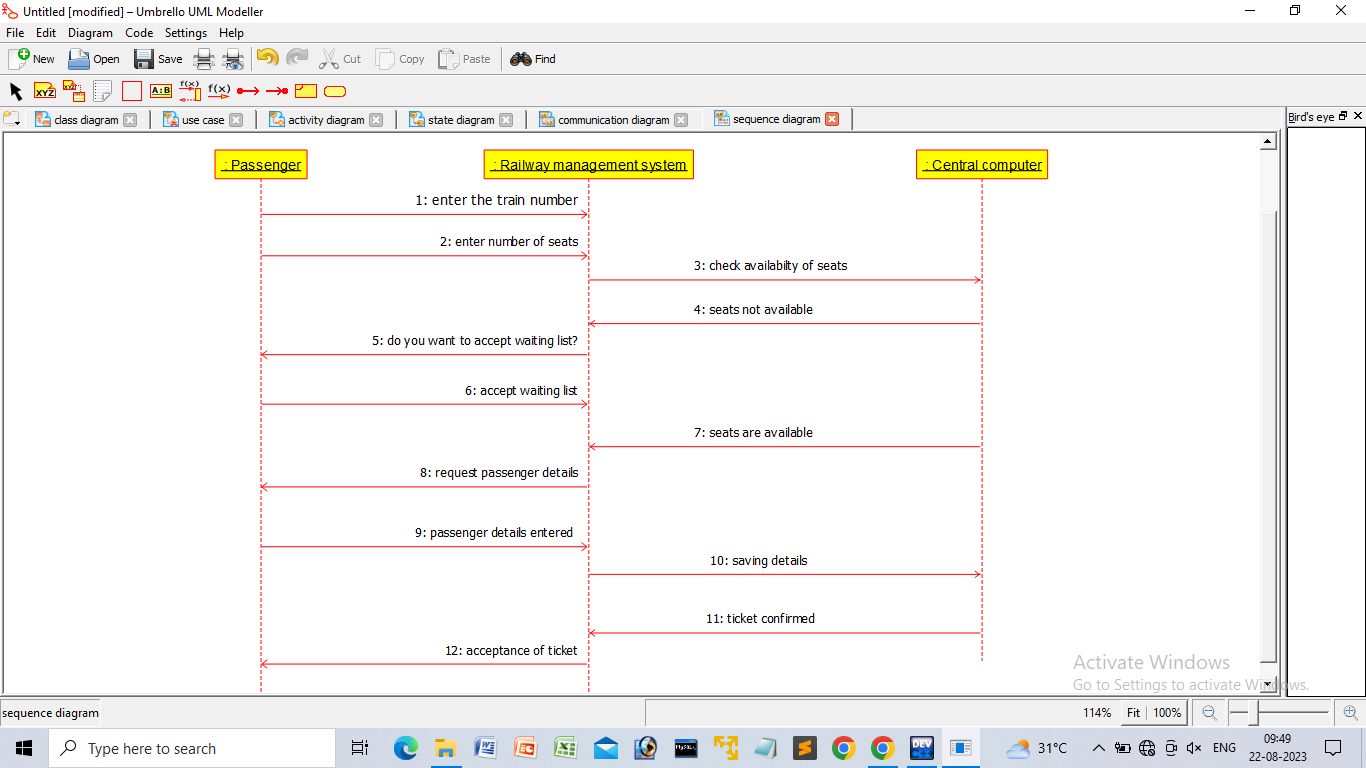 Untitled [modified] – Umbrello UML Modeller
File Edit Diagram Code Settings Help
New Open Save Cut Copy Paste Find
XYZ XYZ A:B f(x) f(x)
class diagram use case activity diagram state diagram communication diagram sequence diagram Bird's eye
: Passenger : Railway management system : Central computer
1: enter the train number
2: enter number of seats
3: check availabilty of seats
4: seats not available
5: do you want to accept waiting list?
6: accept waiting list
7: seats are available
8: request passenger details
9: passenger details entered
10: saving details
11: ticket confirmed
12: acceptance of ticket
Activate Windows
Go to Settings to activate Windows.
sequence diagram 114% Fit 100%
Type here to search DEV 31°C ENG 09:49
22-08-2023